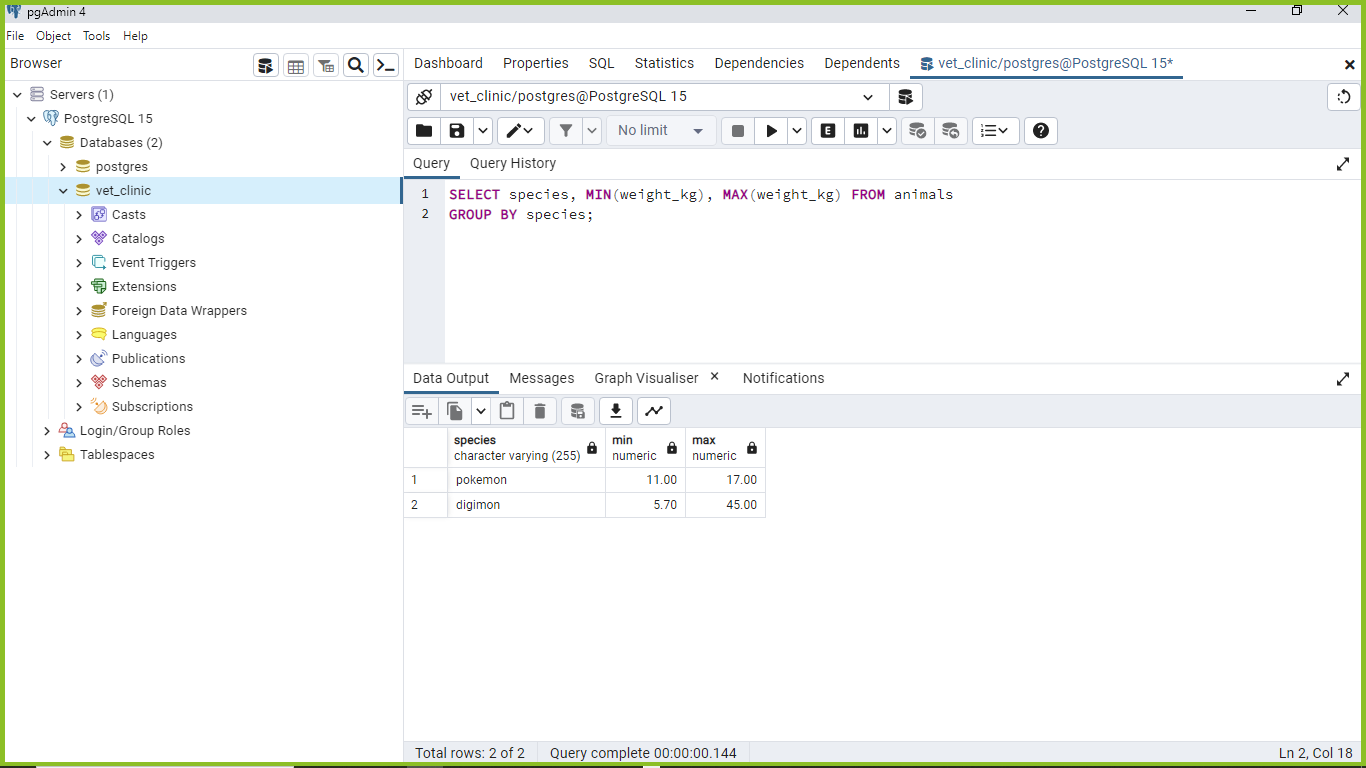 pgAdmin 4
File Object Tools Help
Browser
Dashboard Properties SQL Statistics Dependencies Dependents vet_clinic/postgres@PostgreSQL 15*
Servers (1)
PostgreSQL 15
Databases (2)
postgres
vet_clinic
Casts
Catalogs
Event Triggers
Extensions
Foreign Data Wrappers
Languages
Publications
Schemas
Subscriptions
Login/Group Roles
Tablespaces
vet_clinic/postgres@PostgreSQL 15
No limit E
Query Query History
1 SELECT species, MIN(weight_kg), MAX(weight_kg) FROM animals
2 GROUP BY species;
Data Output Messages Graph Visualiser Notifications
species min max
character varying (255) numeric numeric
1 pokemon 11.00 17.00
2 digimon 5.70 45.00
Total rows: 2 of 2 Query complete 00:00:00.144 Ln 2, Col 18